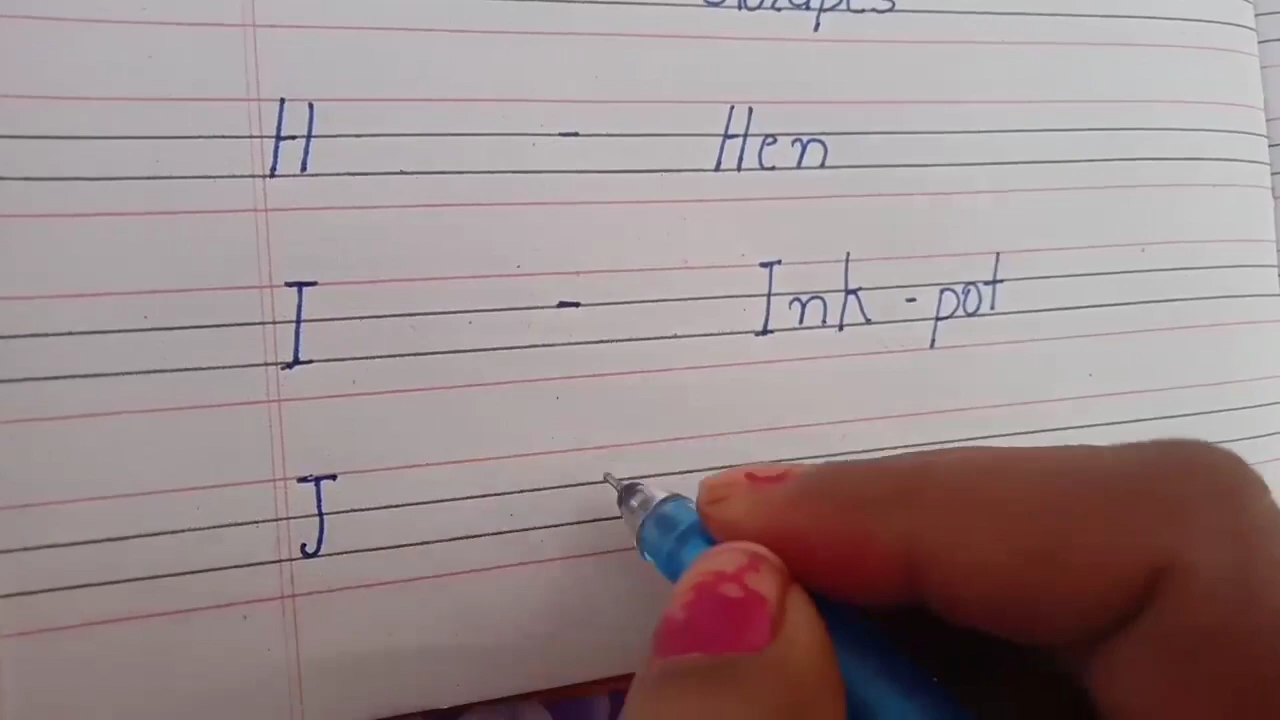 H - Hen
I - Ink-pot
J